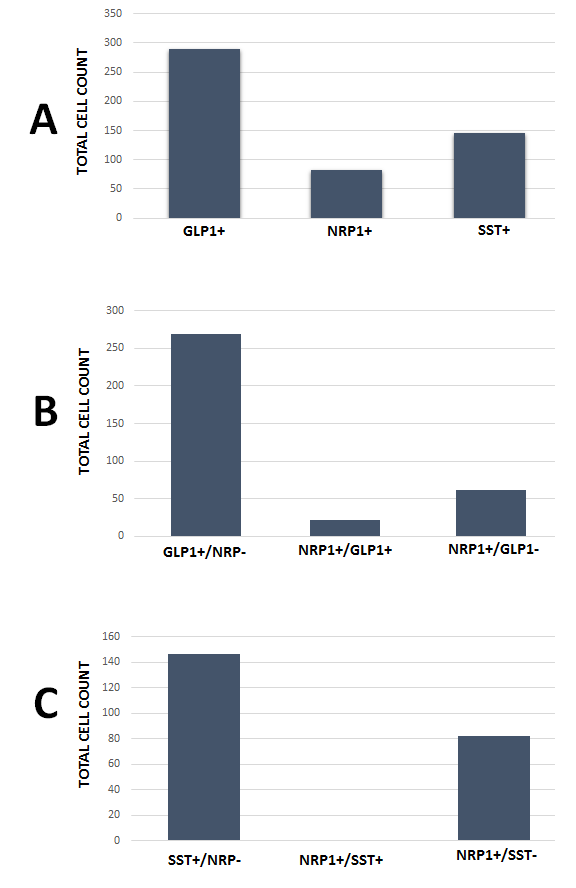 A
TOTAL CELL COUNT
350
300
250
200
150
100
50
0
GLP1+ NRP1+ SST+
B
TOTAL CELL COUNT
300
250
200
150
100
50
0
GLP1+/NRP- NRP1+/GLP1+ NRP1+/GLP1-
C
TOTAL CELL COUNT
160
140
120
100
80
60
40
20
0
SST+/NRP- NRP1+/SST+ NRP1+/SST-